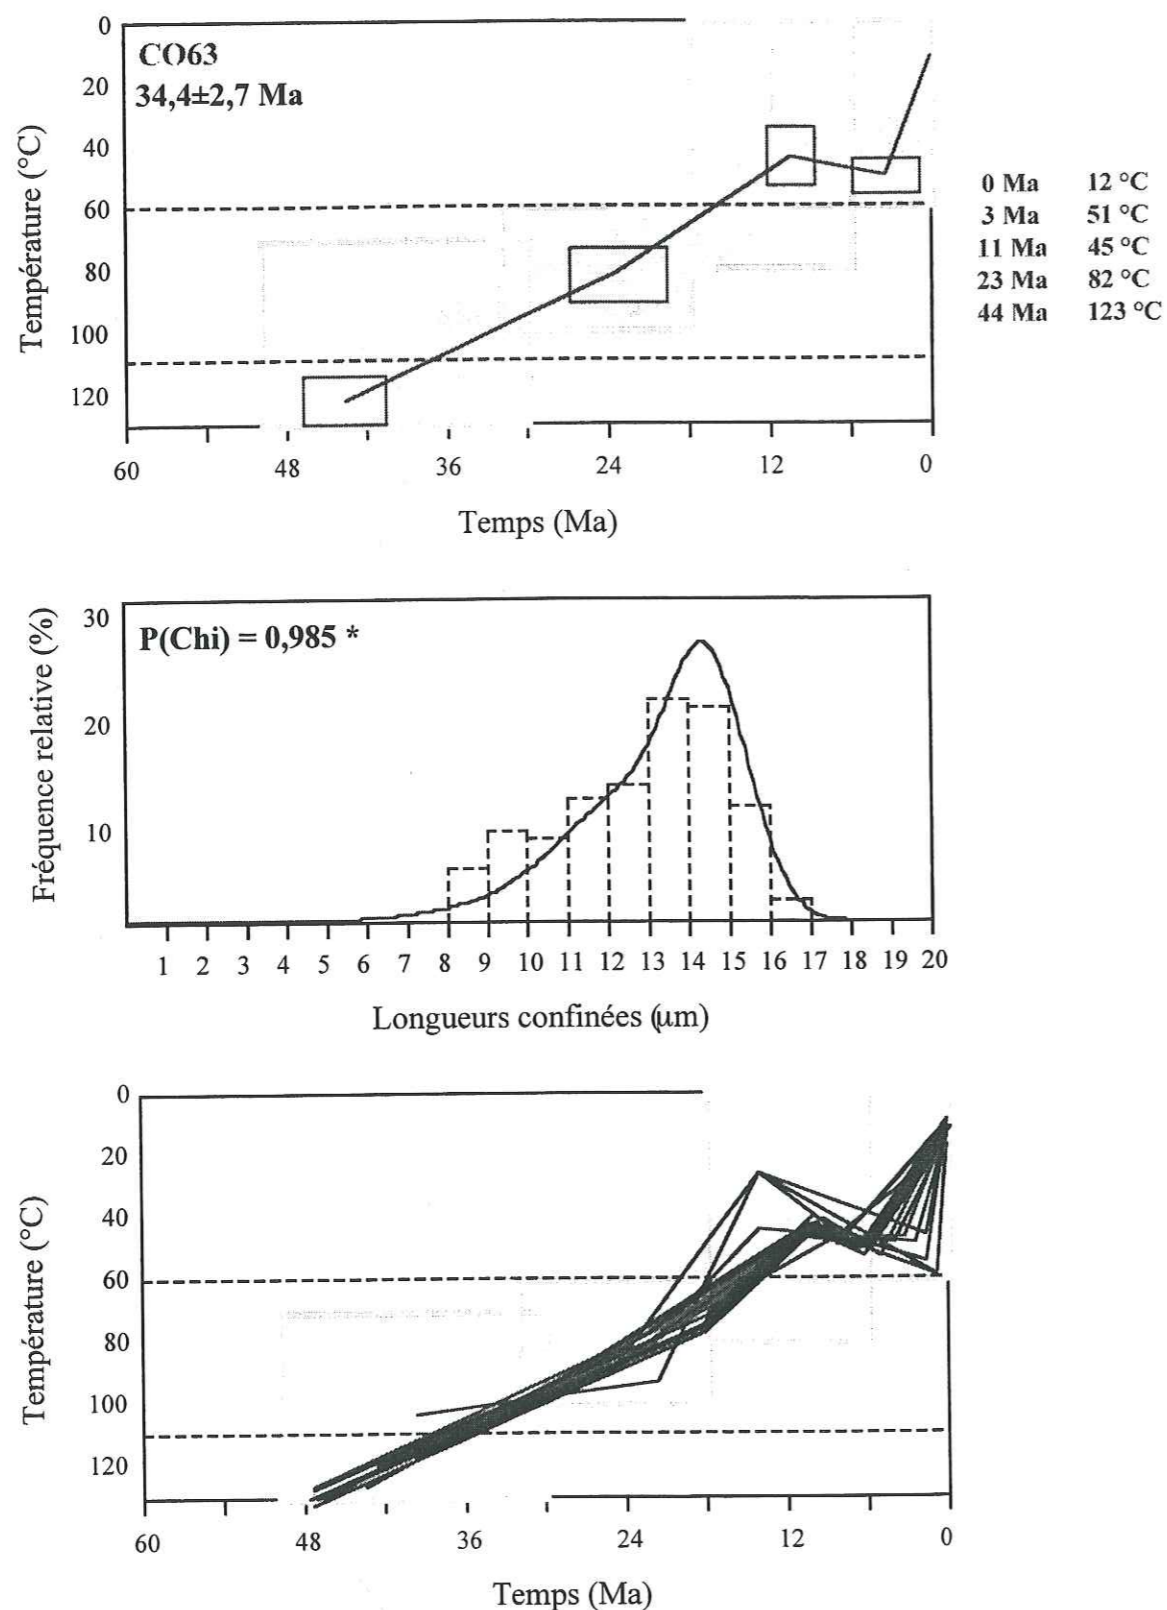 0
20
40
60
80
100
120
Température (°C)
CO63
34,4±2,7 Ma
60 48 36 24 12 0
Temps (Ma)
0 Ma 12 °C
3 Ma 51 °C
11 Ma 45 °C
23 Ma 82 °C
44 Ma 123 °C
30
20
10
Fréquence relative (%)
P(Chi) = 0,985 *
1 2 3 4 5 6 7 8 9 10 11 12 13 14 15 16 17 18 19 20
Longueurs confinées (µm)
0
20
40
60
80
100
120
Température (°C)
60 48 36 24 12 0
Temps (Ma)